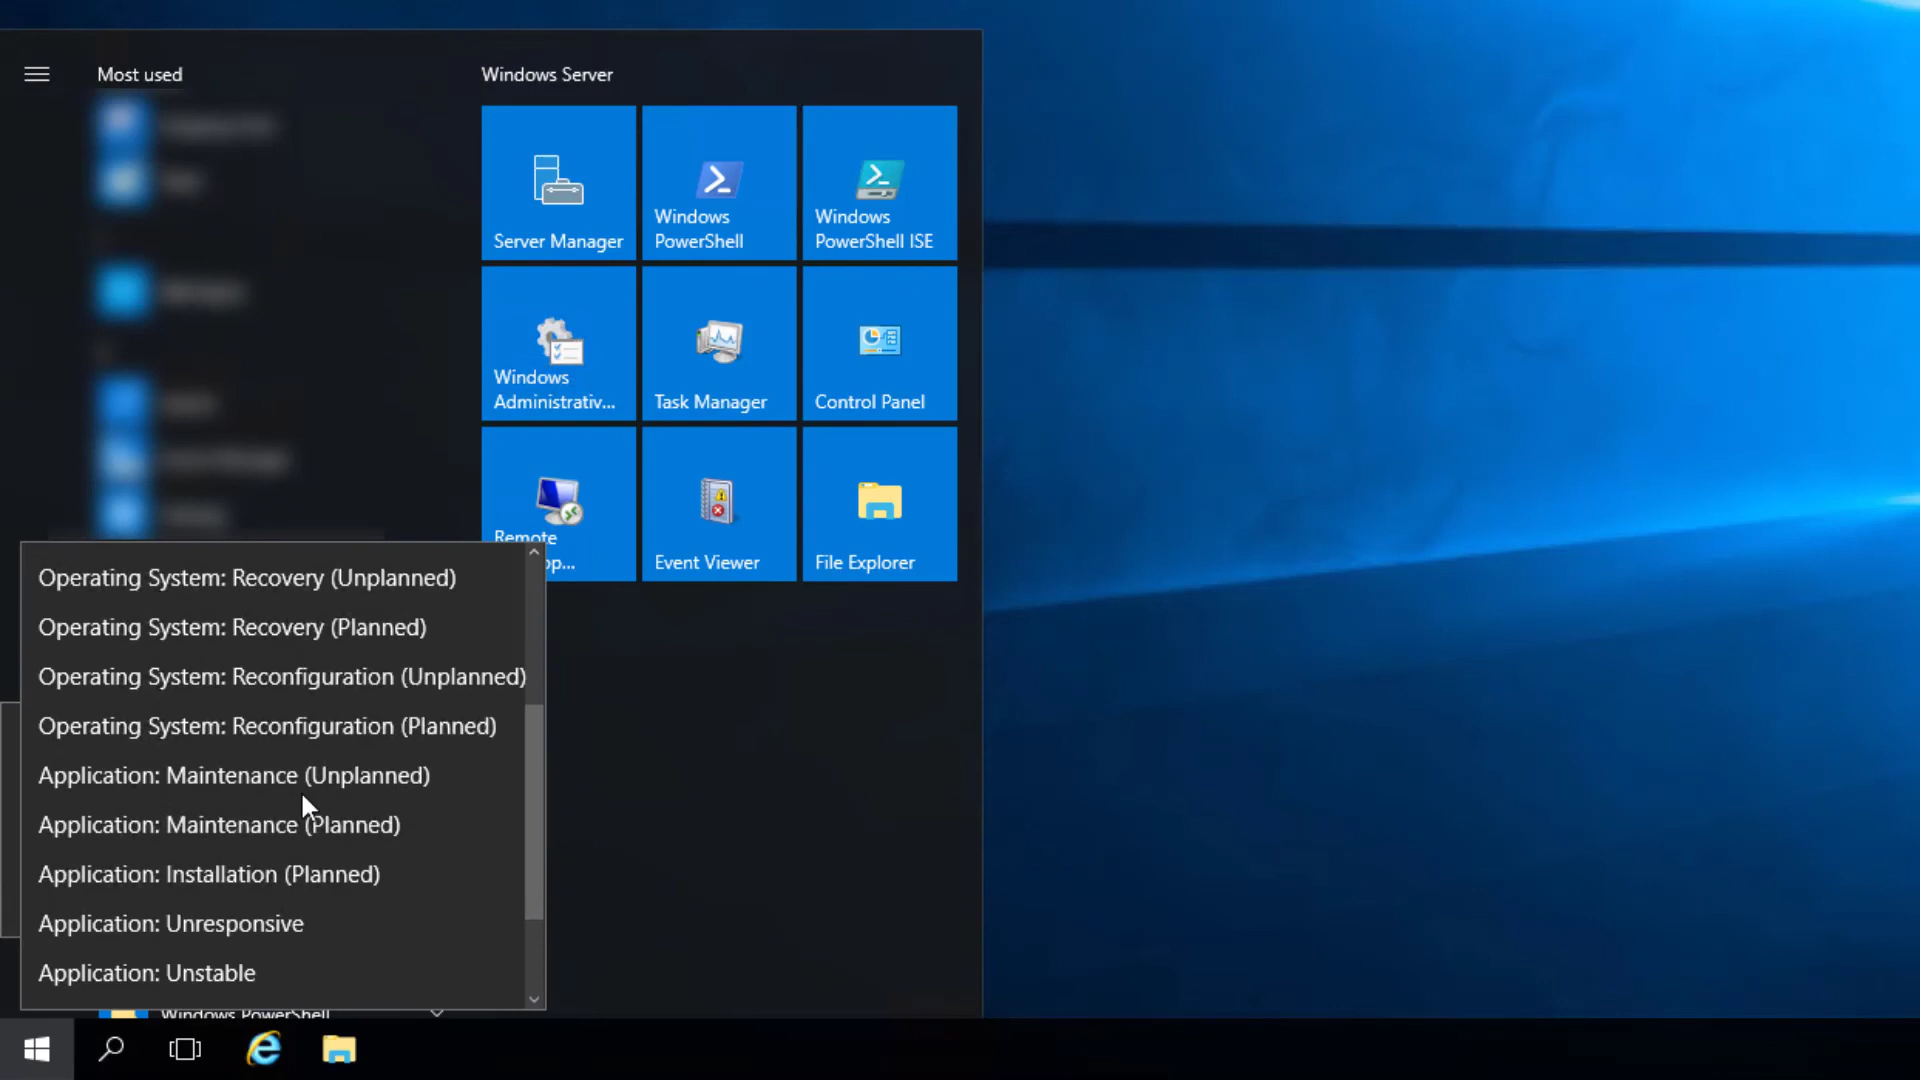 Most used
Windows Server
Server Manager
Windows
PowerShell
Windows
PowerShell ISE
Windows
Administrativ...
Task Manager
Control Panel
Remote
op...
Event Viewer
File Explorer
Operating System: Recovery (Unplanned)
Operating System: Recovery (Planned)
Operating System: Reconfiguration (Unplanned)
Operating System: Reconfiguration (Planned)
Application: Maintenance (Unplanned)
Application: Maintenance (Planned)
Application: Installation (Planned)
Application: Unresponsive
Application: Unstable
Windows PowerShell